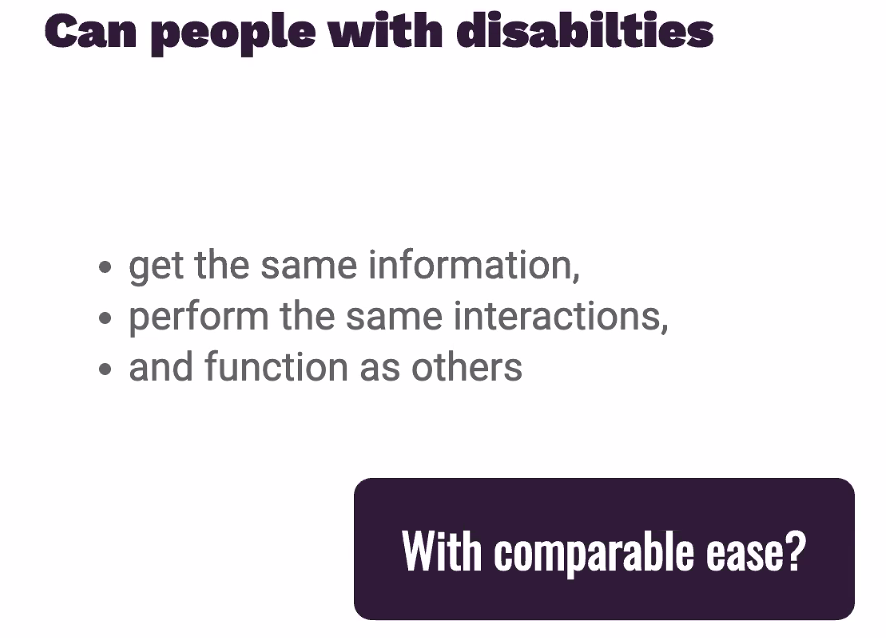 Can people with disabilties
• get the same information,
• perform the same interactions,
• and function as others
With comparable ease?